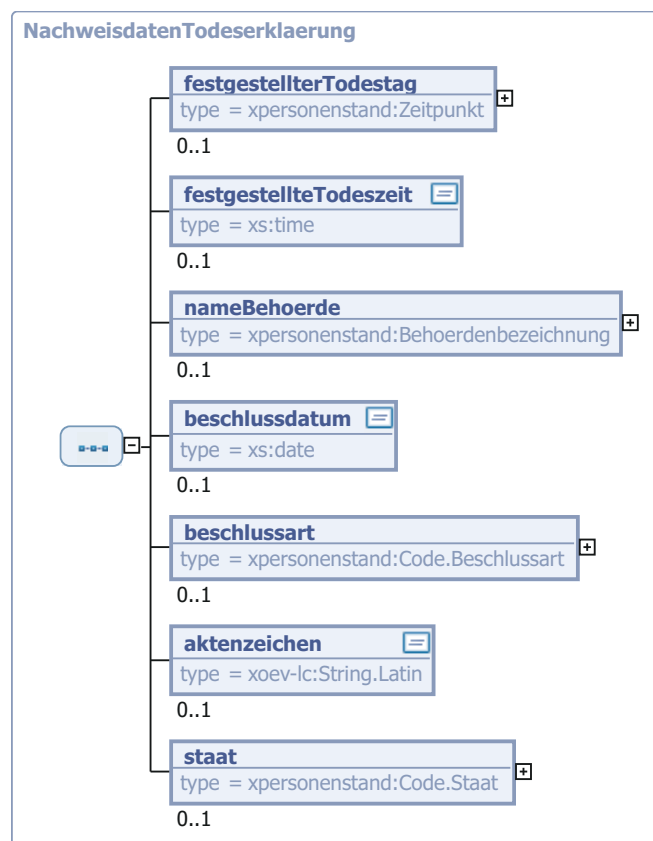 NachweisdatenTodeserklaerung
festgestellterTodestag
type = xpersonenstand:Zeitpunkt
0..1
festgestellteTodeszeit
type = xs:time
0..1
nameBehoerde
type = xpersonenstand:Behoerdenbezeichnung
0..1
beschlussdatum
type = xs:date
0..1
beschlussart
type = xpersonenstand:Code.Beschlussart
0..1
aktenzeichen
type = xoev-lc:String.Latin
0..1
staat
type = xpersonenstand:Code.Staat
0..1